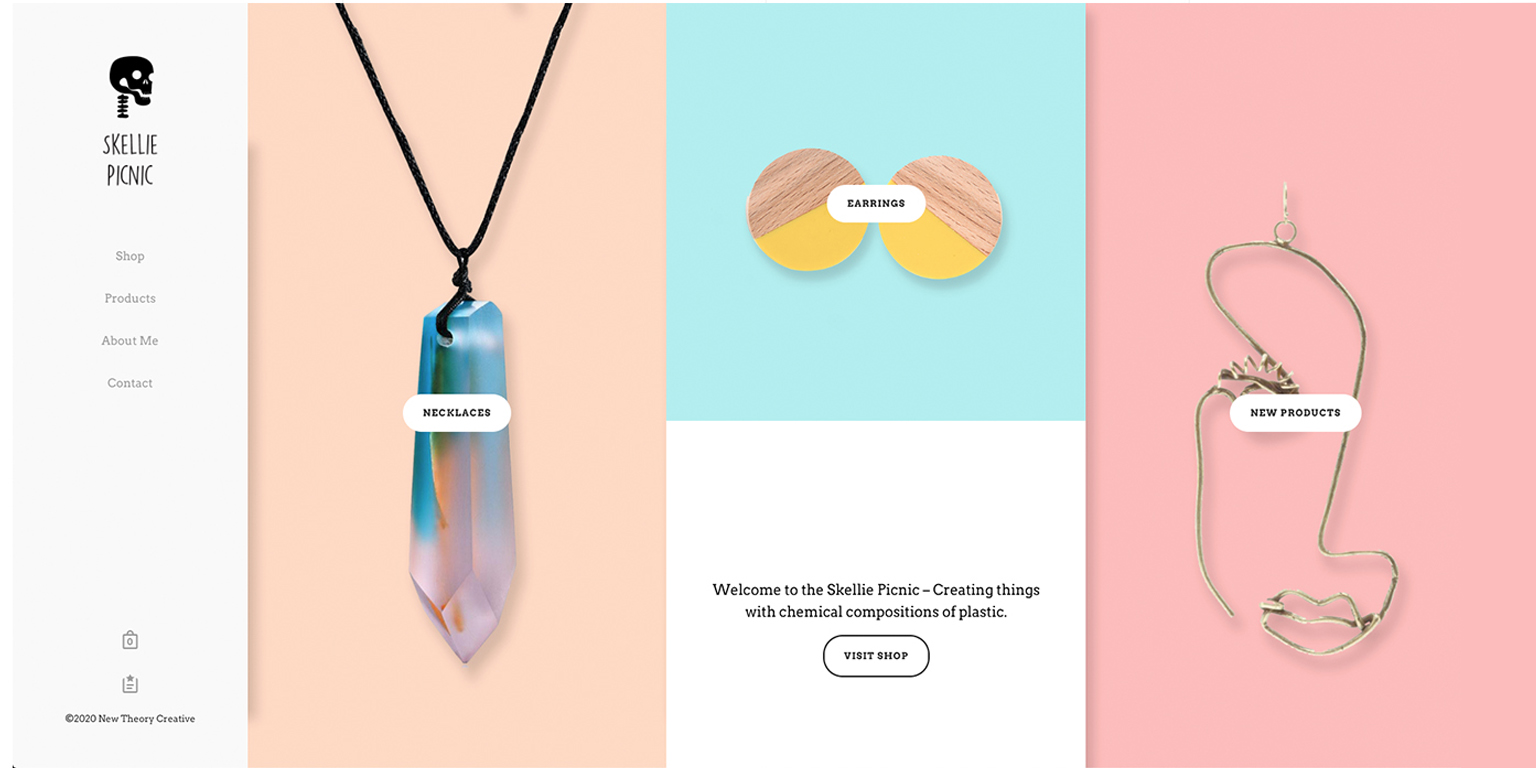 SKELLIE
PICNIC
Shop
Products
About Me
Contact
0
©2020 New Theory Creative
NECKLACES
EARRINGS
Welcome to the Skellie Picnic – Creating things
with chemical compositions of plastic.
VISIT SHOP
NEW PRODUCTS